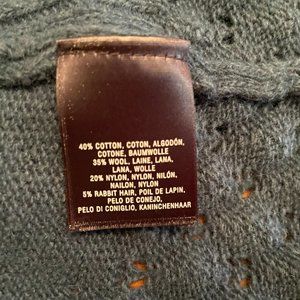 40% COTTON, COTON, ALGODÓN,
COTONE, BAUMWOLLE
35% WOOL, LAINE, LANA,
LANA, WOLLE
20% NYLON, NYLON, NILÓN,
NAILON, NYLON
5% RABBIT HAIR, POIL DE LAPIN,
PELO DE CONEJO,
PELO DI CONIGLIO, KANINCHENHAAR